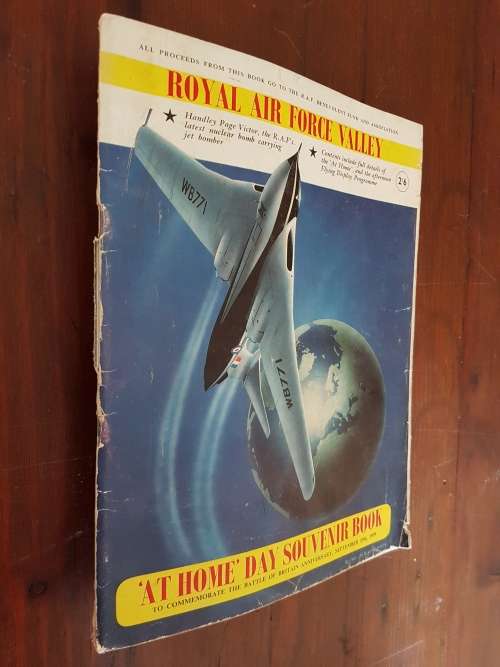 ALL PROCEEDS FROM THIS BOOK GO TO THE R.A.F. BENEVOLENT FUND AND ASSOCIATION
ROYAL AIR FORCE VALLEY
★ Handley Page Victor, the R.A.F's.
latest nuclear bomb carrying
jet bomber
★ Contents include full details of
the 'At Home', and the afternoon
Flying Display Programme
2/6
WB771
WB771
'AT HOME' DAY SOUVENIR BOOK
TO COMMEMORATE THE BATTLE OF BRITAIN ANNIVERSARY, SEPTEMBER